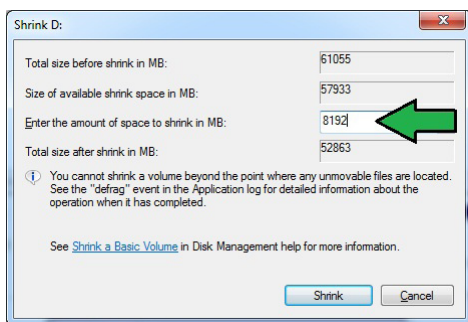 Shrink D:
Total size before shrink in MB: 61055
Size of available shrink space in MB: 57933
Enter the amount of space to shrink in MB: 8192
Total size after shrink in MB: 52863
You cannot shrink a volume beyond the point where any unmovable files are located.
See the "defrag" event in the Application log for detailed information about the
operation when it has completed.
See Shrink a Basic Volume in Disk Management help for more information.
Shrink Cancel